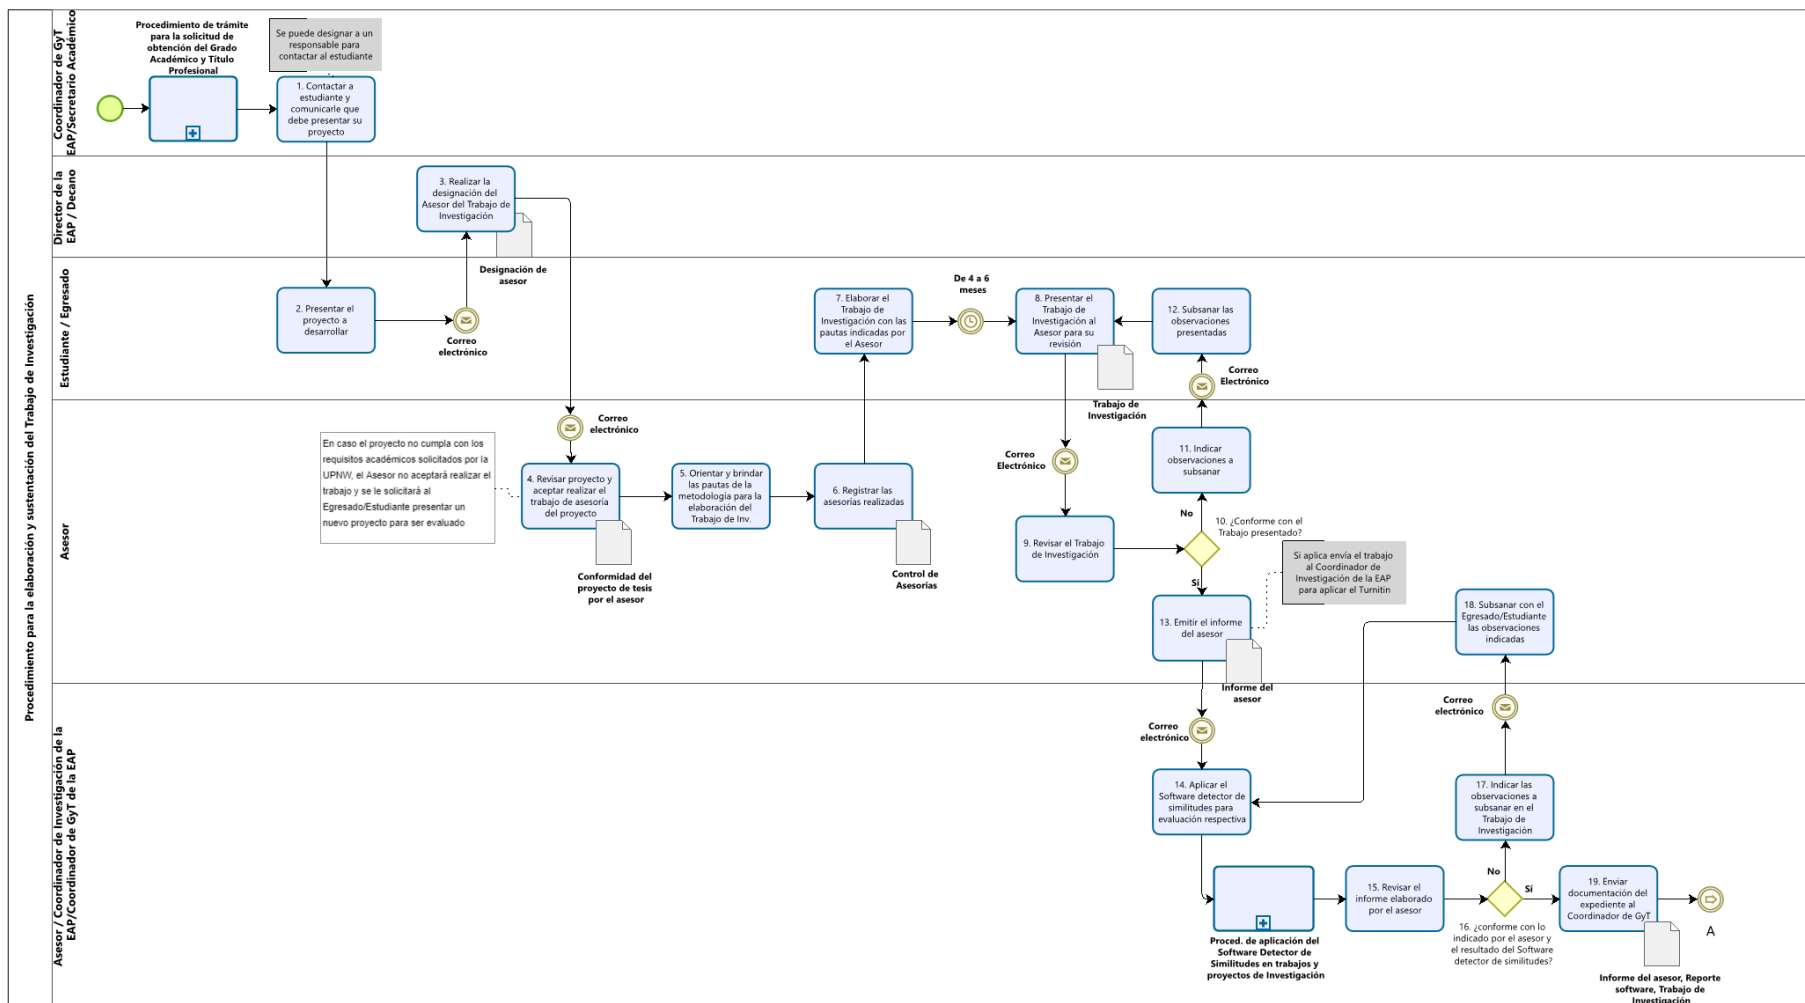 Procedimiento para la elaboración y sustentación del Trabajo de Investigación
Coordinador de GyT
EAP/Secretario Académico
Procedimiento de trámite
para la solicitud de
obtención del Grado
Académico y Título
Profesional
Se puede designar a un
responsable para
contactar al estudiante
1. Contactar a
estudiante y
comunicarle que
debe presentar su
proyecto
Director de la
EAP / Decano
3. Realizar la
designación del
Asesor del Trabajo de
Investigación
Designación de
asesor
Estudiante / Egresado
2. Presentar el
proyecto a
desarrollar
Correo
electrónico
7. Elaborar el
Trabajo de
Investigación con las
pautas indicadas por
el Asesor
De 4 a 6
meses
8. Presentar el
Trabajo de
Investigación al
Asesor para su
revisión
Trabajo de
Investigación
12. Subsanar las
observaciones
presentadas
Correo
Electrónico
Asesor
Correo
electrónico
En caso el proyecto no cumpla con los
requisitos académicos solicitados por la
UPNW, el Asesor no aceptará realizar el
trabajo y se le solicitará al
Egresado/Estudiante presentar un
nuevo proyecto para ser evaluado
4. Revisar proyecto y
aceptar realizar el
trabajo de asesoría
del proyecto
Conformidad del
proyecto de tesis
por el asesor
5. Orientar y brindar
las pautas de la
metodología para la
elaboración del
Trabajo de Inv.
6. Registrar las
asesorías realizadas
Control de
Asesorías
Correo
Electrónico
9. Revisar el Trabajo
de Investigación
11. Indicar
observaciones a
subsanar
No
10. ¿Conforme con el
Trabajo presentado?
Sí
Si aplica envía el trabajo
al Coordinador de
Investigación de la EAP
para aplicar el Turnitin
13. Emitir el informe
del asesor
Informe del
asesor
18. Subsanar con el
Egresado/Estudiante
las observaciones
indicadas
Asesor / Coordinador de Investigación de la
EAP/Coordinador de GyT de la EAP
Correo
electrónico
Correo
electrónico
14. Aplicar el
Software detector de
similitudes para
evaluación respectiva
17. Indicar las
observaciones a
subsanar en el
Trabajo de
Investigación
Proced. de aplicación del
Software Detector de
Similitudes en trabajos y
proyectos de Investigación
15. Revisar el
informe elaborado
por el asesor
No
Sí
16. ¿conforme con lo
indicado por el asesor y
el resultado del Software
detector de similitudes?
19. Enviar
documentación del
expediente al
Coordinador de GyT
Informe del asesor, Reporte
software, Trabajo de
Investigación
A